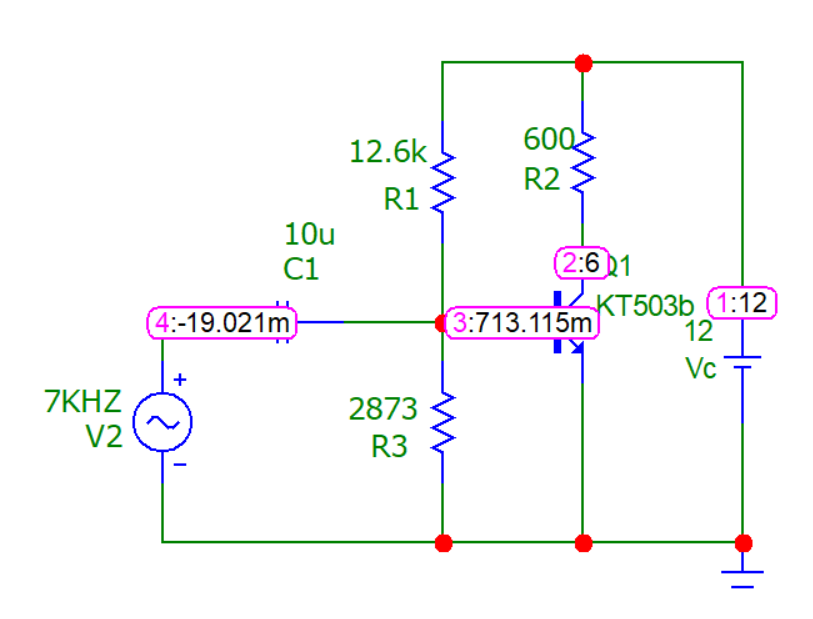 12.6k
R1
600
R2
10u
C1
2:6
Q1
KT503b
1:12
12
Vc
4:-19.021m
3:713.115m
7KHZ
V2
2873
R3